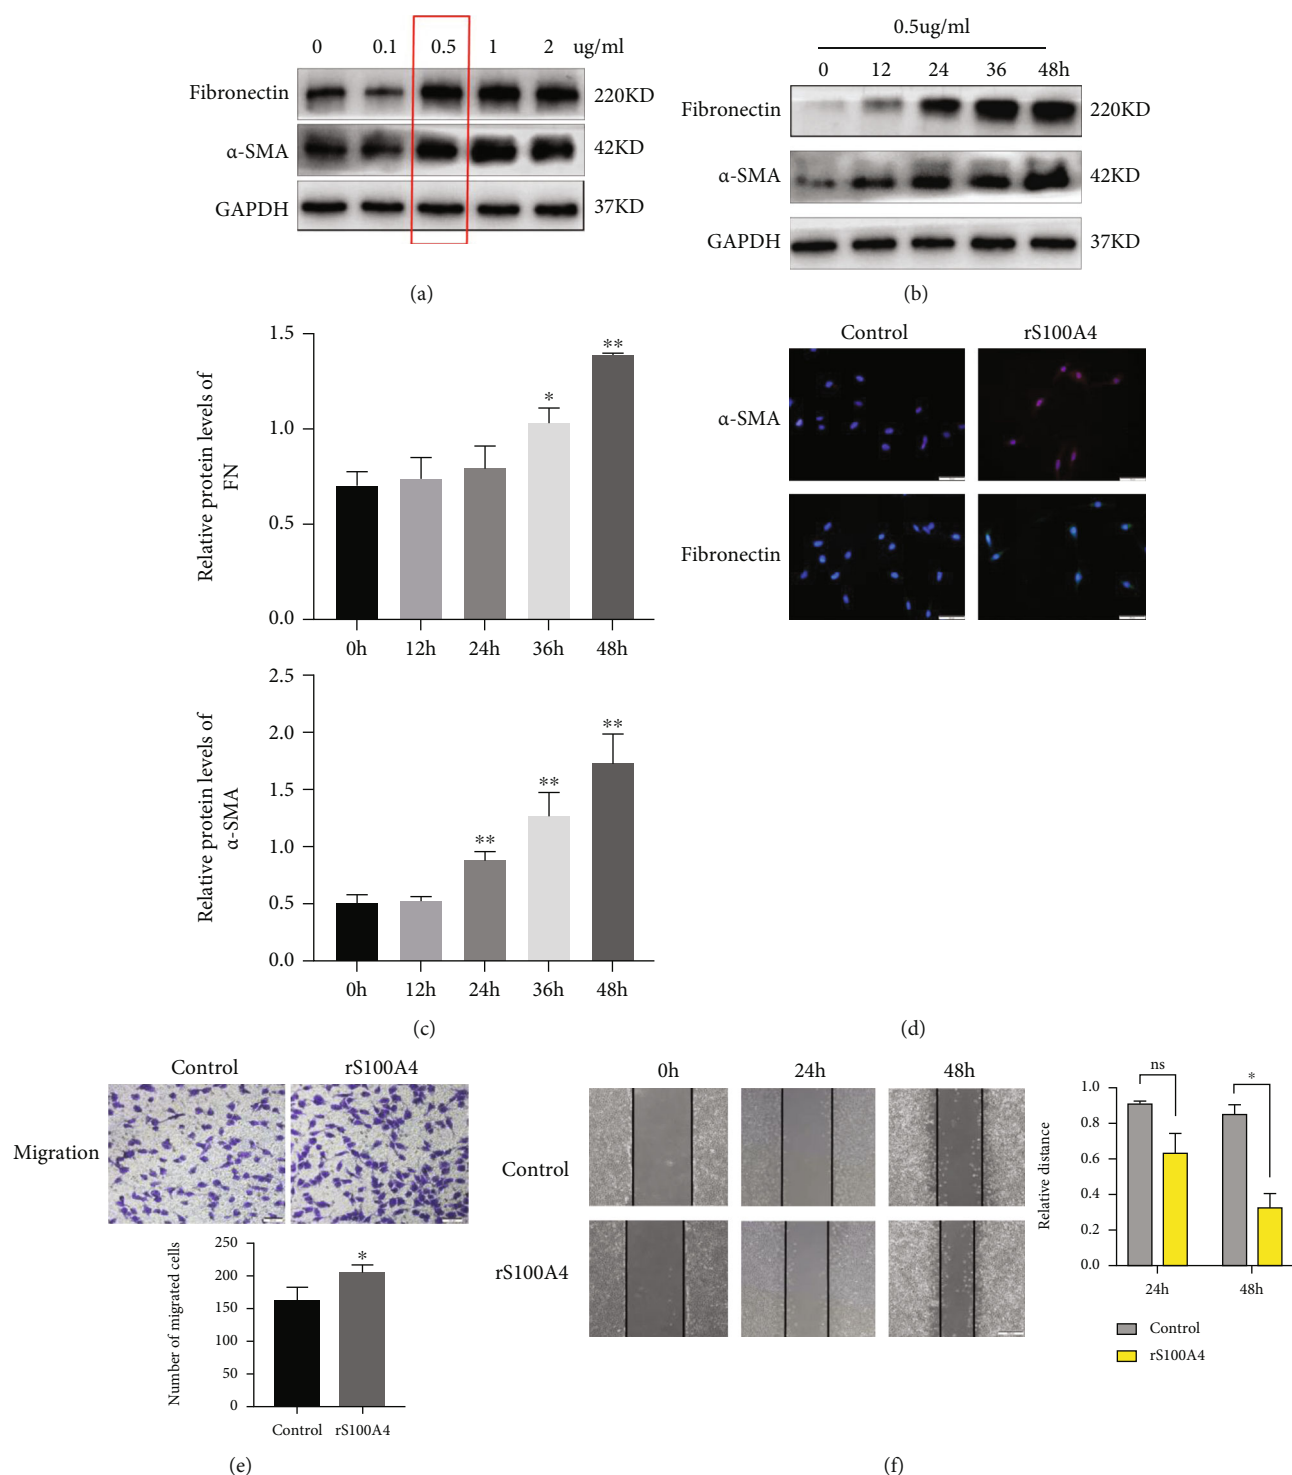 0 0.1 0.5 1 2 ug/ml
Fibronectin 220KD
α-SMA 42KD
GAPDH 37KD
(a)
0.5ug/ml
0 12 24 36 48h
Fibronectin 220KD
α-SMA 42KD
GAPDH 37KD
(b)
Relative protein levels of
FN
1.5
1.0
0.5
0.0
* **
0h 12h 24h 36h 48h
Relative protein levels of
α-SMA
2.5
2.0
1.5
1.0
0.5
0.0
** ** **
0h 12h 24h 36h 48h
(c)
Control rS100A4
α-SMA
Fibronectin
(d)
Control rS100A4
Migration
Number of migrated cells
250
200
150
100
50
0
*
Control rS100A4
(e)
0h 24h 48h
Control
rS100A4
Relative distance
1.0
0.8
0.6
0.4
0.2
0.0
ns *
24h 48h
Control
rS100A4
(f)